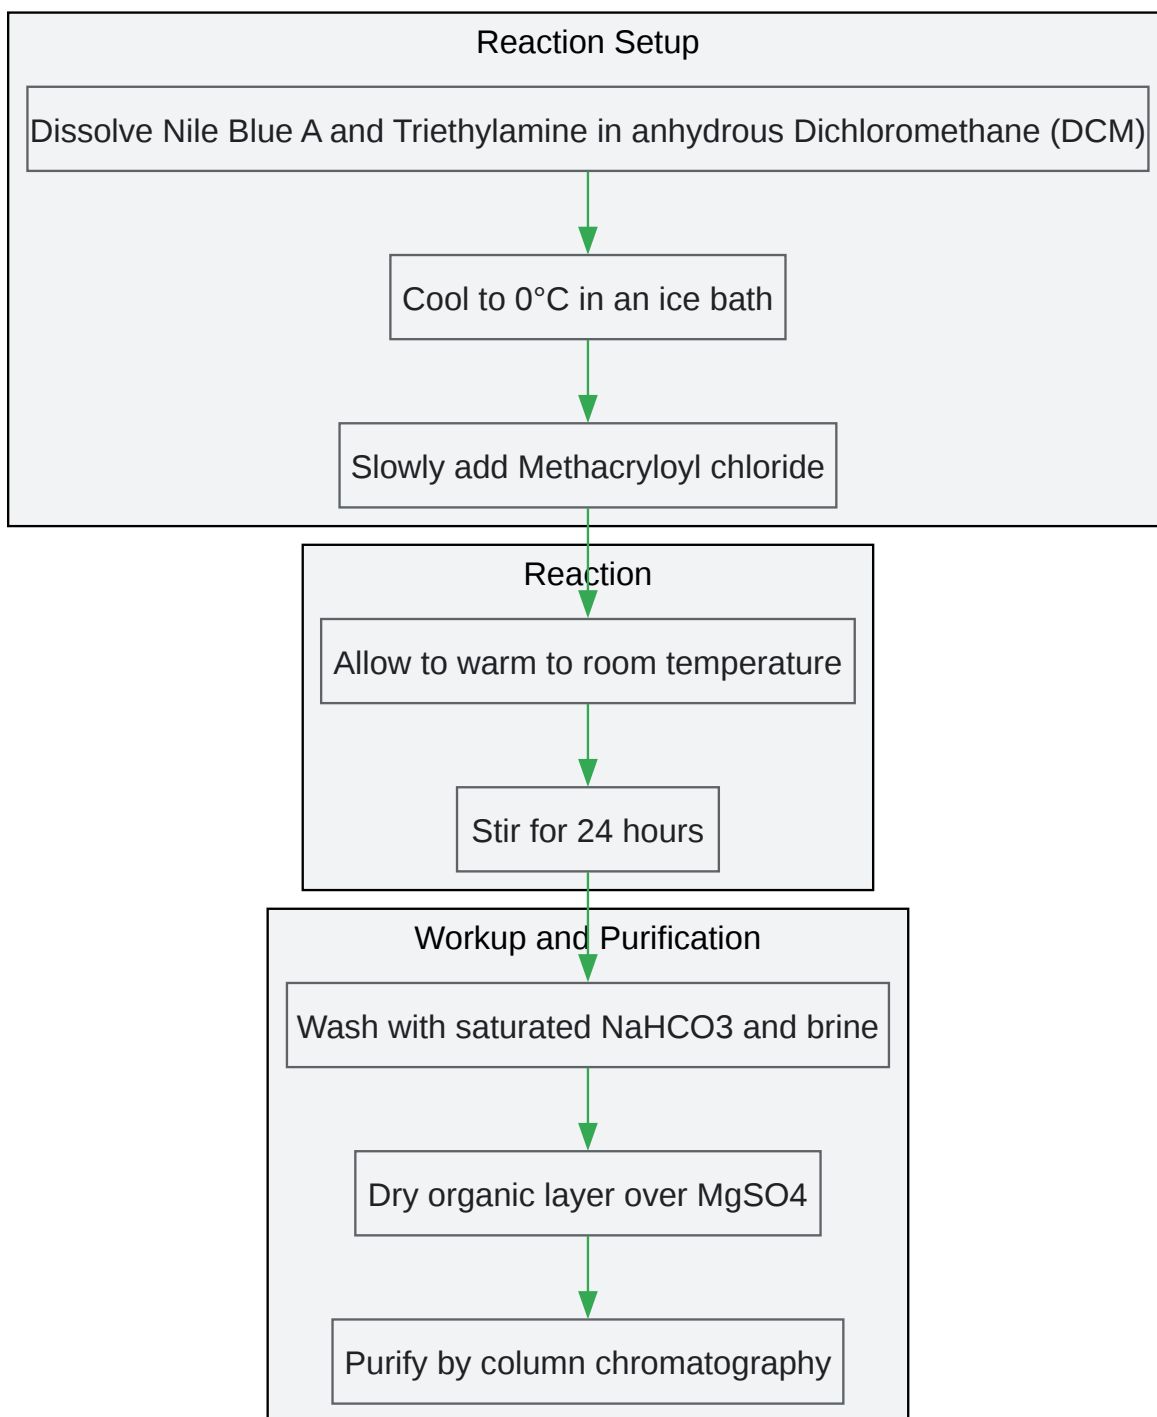 Reaction Setup
Dissolve Nile Blue A and Triethylamine in anhydrous Dichloromethane (DCM)
Cool to 0°C in an ice bath
Slowly add Methacryloyl chloride
Reaction
Allow to warm to room temperature
Stir for 24 hours
Workup and Purification
Wash with saturated NaHCO3 and brine
Dry organic layer over MgSO4
Purify by column chromatography